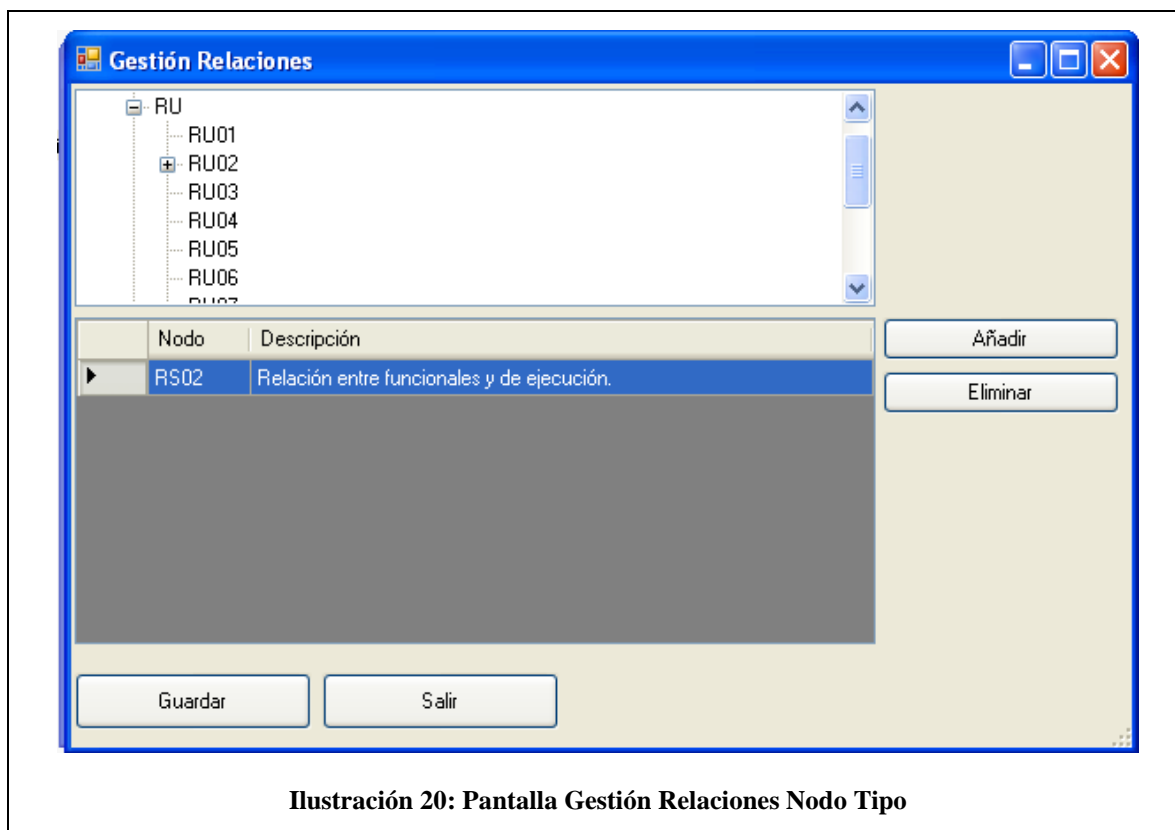 Gestión Relaciones
RU
RU01
RU02
RU03
RU04
RU05
RU06
RU07
Nodo Descripción
RS02 Relación entre funcionales y de ejecución.
Añadir
Eliminar
Guardar Salir
Ilustración 20: Pantalla Gestión Relaciones Nodo Tipo